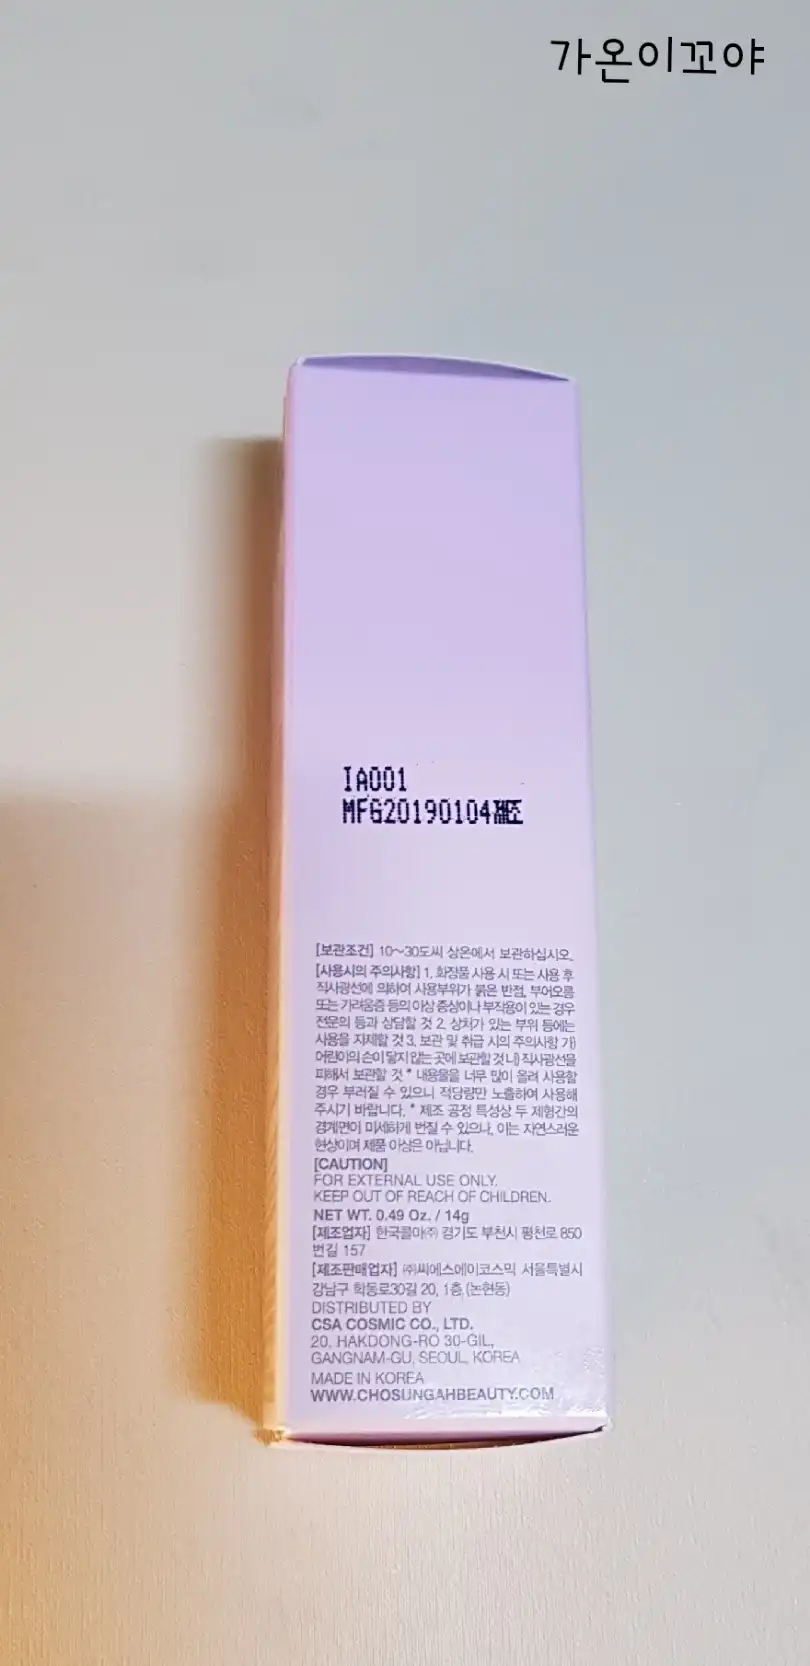 가온이꼬야
IA001
MFG20190104제조
[보관조건] 10~30도씨 상온에서 보관하십시오.
[사용시의 주의사항] 1. 화장품 사용 시 또는 사용 후
직사광선에 의하여 사용부위가 붉은 반점, 부어오름
또는 가려움증 등의 이상 증상이나 부작용이 있는 경우
전문의 등과 상담할 것 2. 상처가 있는 부위 등에는
사용을 자제할 것 3. 보관 및 취급 시의 주의사항 가)
어린이의 손이 닿지 않는 곳에 보관할 것 나) 직사광선을
피해서 보관할 것 * 내용물을 너무 많이 올려 사용할
경우 부러질 수 있으니 적당량만 노출하여 사용해
주시기 바랍니다. * 제조 공정 특성상 두 제형간의
경계면이 미세하게 번질 수 있으나, 이는 자연스러운
현상이며 제품 이상은 아닙니다.
[CAUTION]
FOR EXTERNAL USE ONLY.
KEEP OUT OF REACH OF CHILDREN.
NET WT. 0.49 Oz. / 14g
[제조업자] 한국콜마㈜ 경기도 부천시 평천로 850
번길 157
[제조판매업자] ㈜씨에스에이코스믹 서울특별시
강남구 학동로30길 20, 1층 (논현동)
DISTRIBUTED BY
CSA COSMIC CO., LTD.
20, HAKDONG-RO 30-GIL,
GANGNAM-GU, SEOUL, KOREA
MADE IN KOREA
WWW.CHOSUNGAHBEAUTY.COM